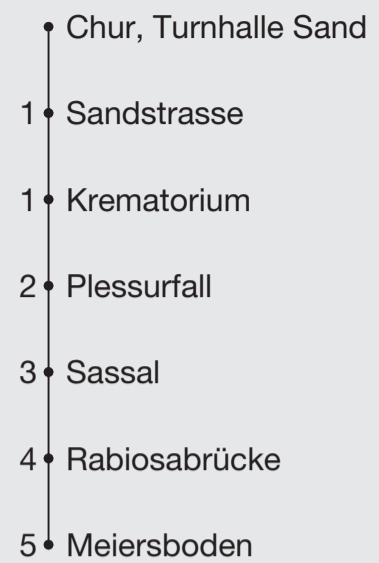 Chur, Turnhalle Sand
1 Sandstrasse
1 Krematorium
2 Plessurfall
3 Sassal
4 Rabiosabrücke
5 Meiersboden